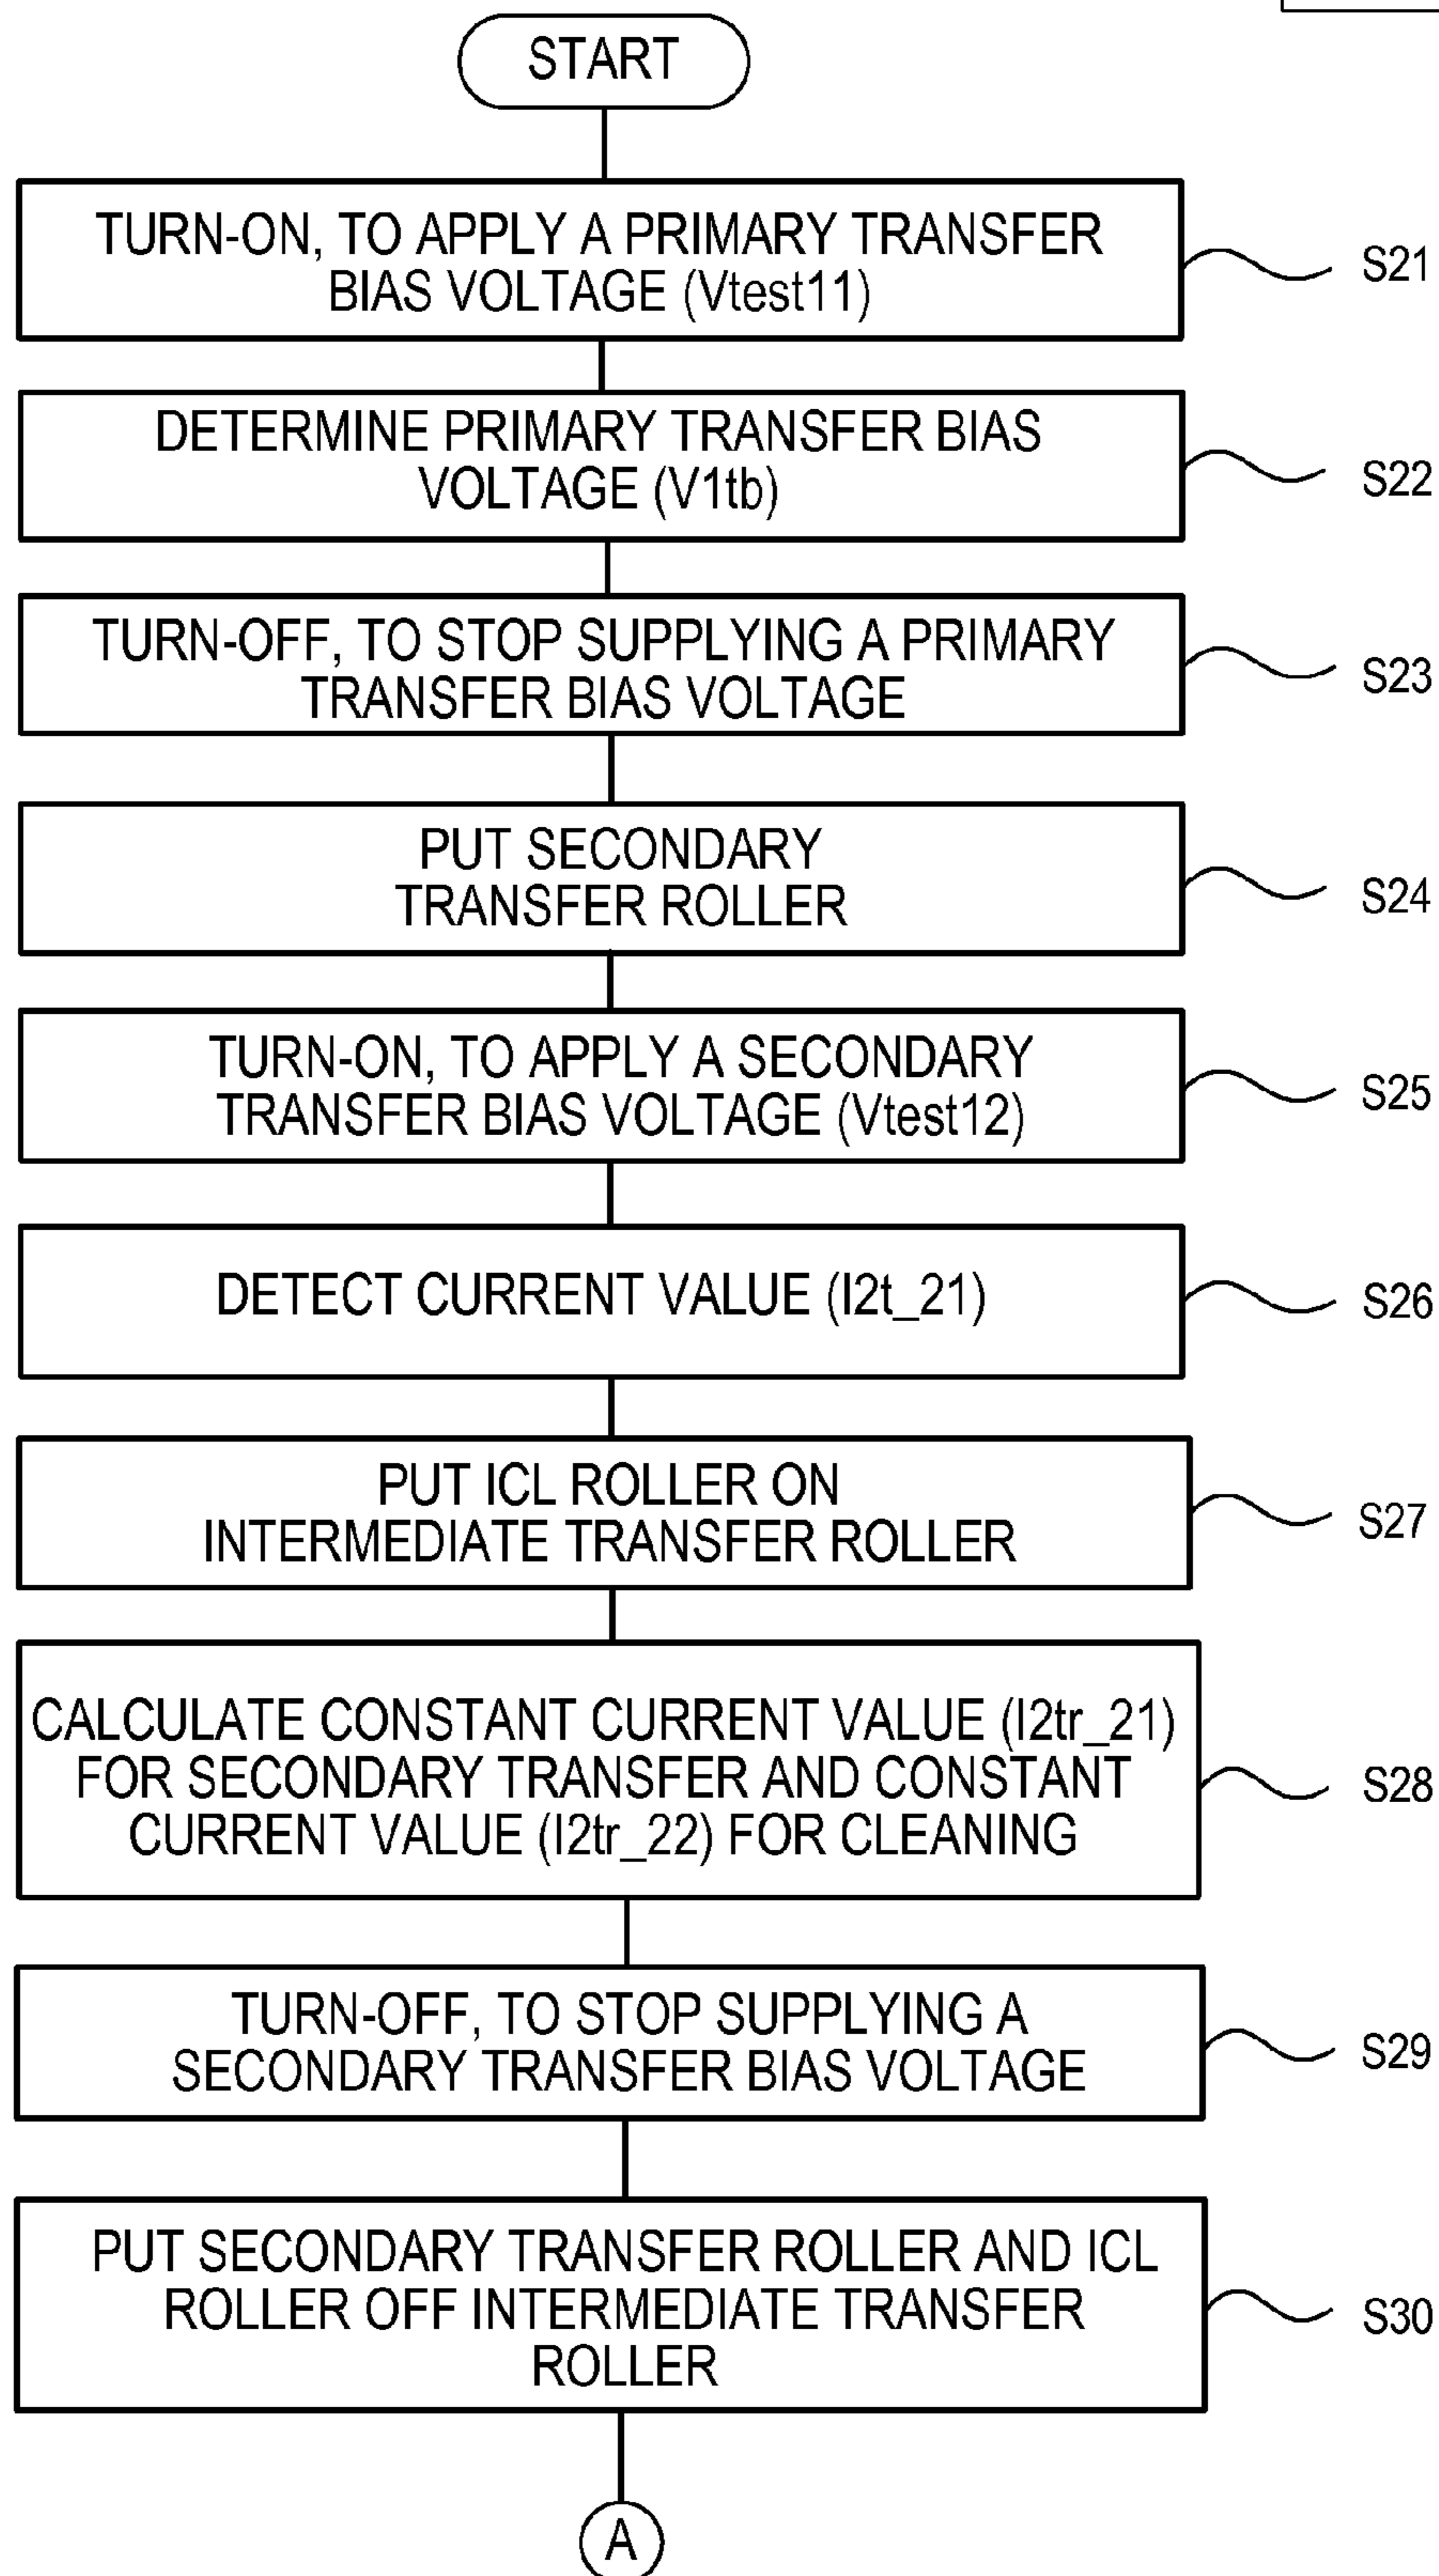 START
TURN-ON, TO APPLY A PRIMARY TRANSFER
BIAS VOLTAGE (Vtest11)
S21
DETERMINE PRIMARY TRANSFER BIAS
VOLTAGE (V1tb)
S22
TURN-OFF, TO STOP SUPPLYING A PRIMARY
TRANSFER BIAS VOLTAGE
S23
PUT SECONDARY
TRANSFER ROLLER
S24
TURN-ON, TO APPLY A SECONDARY
TRANSFER BIAS VOLTAGE (Vtest12)
S25
DETECT CURRENT VALUE (I2t_21)
S26
PUT ICL ROLLER ON
INTERMEDIATE TRANSFER ROLLER
S27
CALCULATE CONSTANT CURRENT VALUE (I2tr_21)
FOR SECONDARY TRANSFER AND CONSTANT
CURRENT VALUE (I2tr_22) FOR CLEANING
S28
TURN-OFF, TO STOP SUPPLYING A
SECONDARY TRANSFER BIAS VOLTAGE
S29
PUT SECONDARY TRANSFER ROLLER AND ICL
ROLLER OFF INTERMEDIATE TRANSFER
ROLLER
S30
A